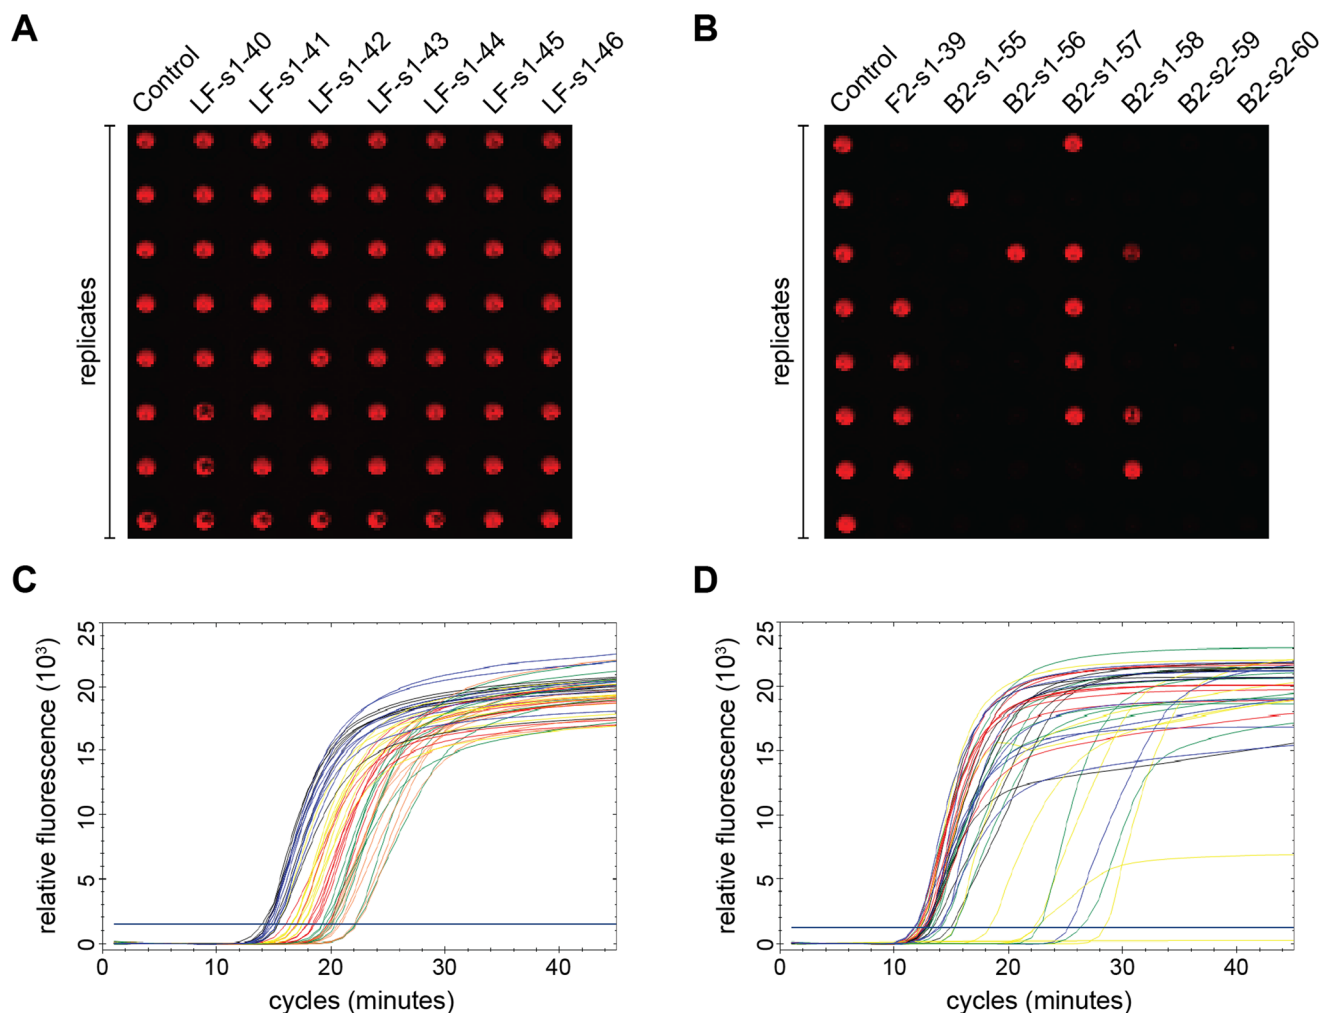 A
Control
LF-s1-40
LF-s1-41
LF-s1-42
LF-s1-43
LF-s1-44
LF-s1-45
LF-s1-46
replicates
B
Control
F2-s1-39
B2-s1-55
B2-s1-56
B2-s1-57
B2-s1-58
B2-s2-59
B2-s2-60
replicates
C
relative fluorescence (10³)
25
20
15
10
5
0
0
10
20
30
40
cycles (minutes)
D
relative fluorescence (10³)
25
20
15
10
5
0
0
10
20
30
40
cycles (minutes)